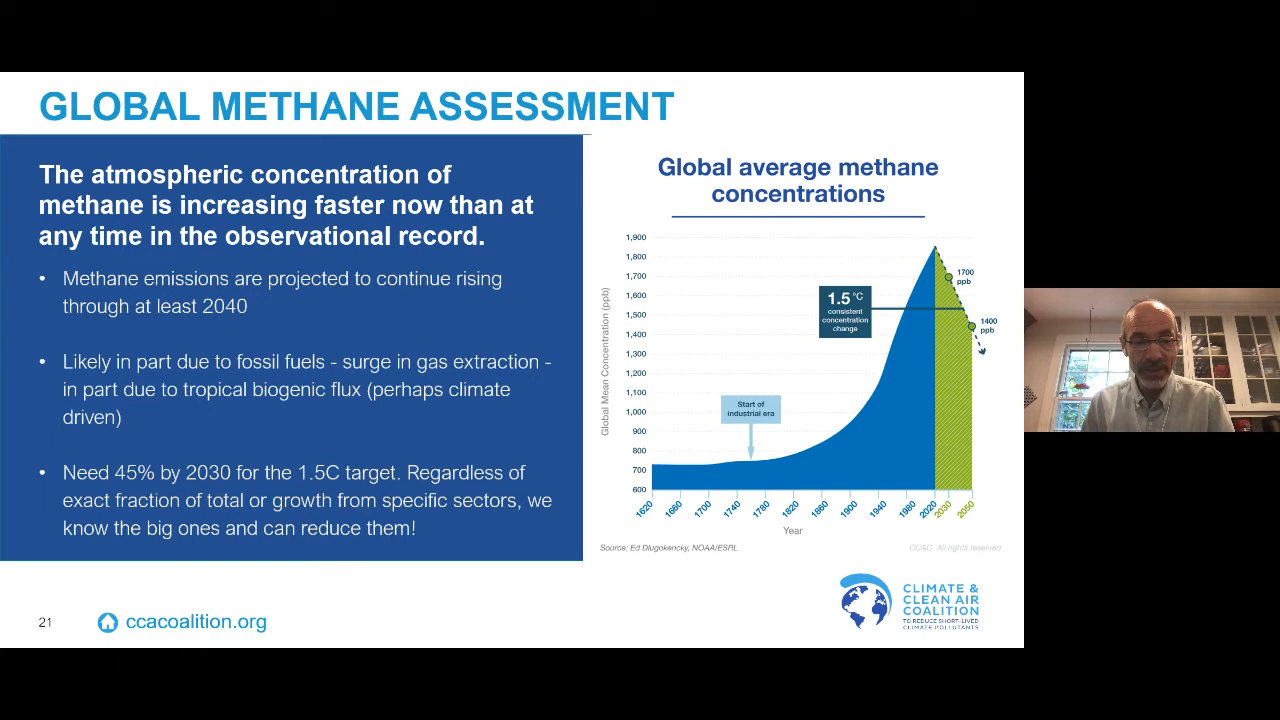 GLOBAL METHANE ASSESSMENT
The atmospheric concentration of
methane is increasing faster now than at
any time in the observational record.
• Methane emissions are projected to continue rising
through at least 2040
• Likely in part due to fossil fuels - surge in gas extraction -
in part due to tropical biogenic flux (perhaps climate
driven)
• Need 45% by 2030 for the 1.5C target. Regardless of
exact fraction of total or growth from specific sectors, we
know the big ones and can reduce them!
Global average methane
concentrations
Global Mean Concentration (ppb)
1,900
1,800
1,700
1,600
1,500
1,400
1,300
1,200
1,100
1,000
900
800
700
600
1700
ppb
1.5 °C
consistent
concentration
change
1400
ppb
Start of
industrial era
1620 1660 1700 1740 1780 1820 1860 1900 1940 1980 2020 2030 2050
Year
Source: Ed Dlugokencky, NOAA/ESRL
CCAC. All rights reserved
21
ccacoalition.org
CLIMATE &
CLEAN AIR
COALITION
TO REDUCE SHORT-LIVED
CLIMATE POLLUTANTS